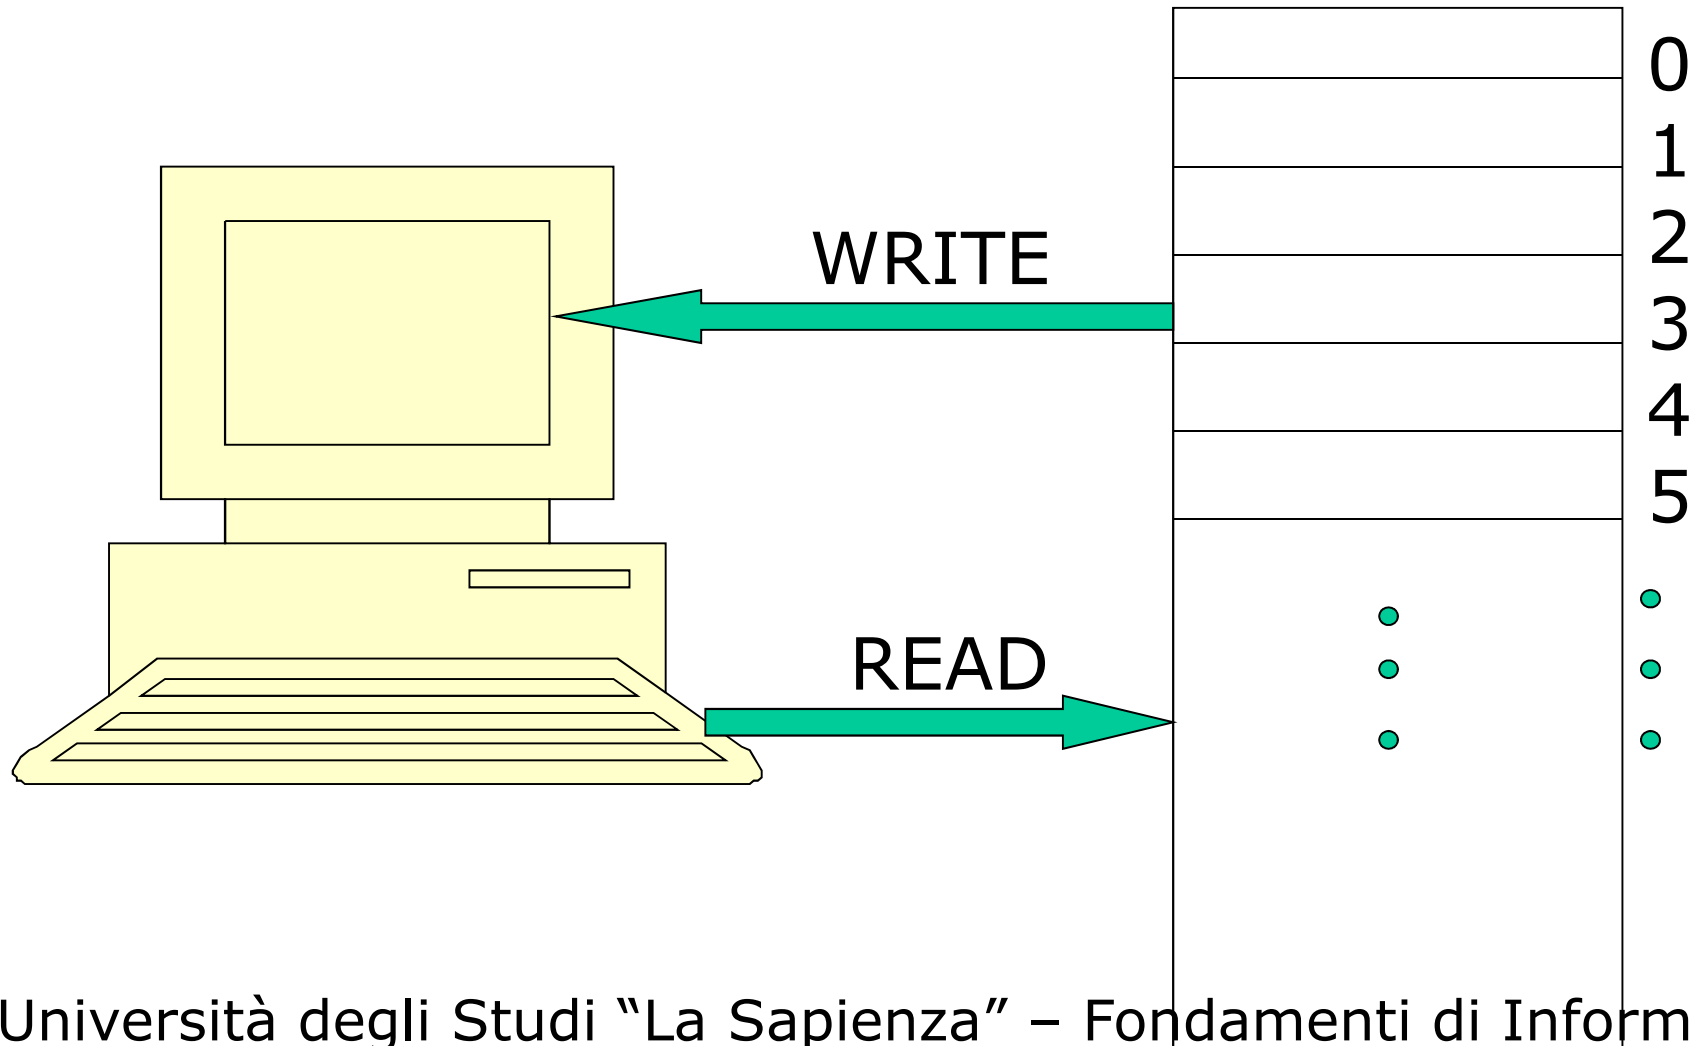 0
1
WRITE
2
3
4
5
READ
Università degli Studi “La Sapienza” – Fondamenti di Inform